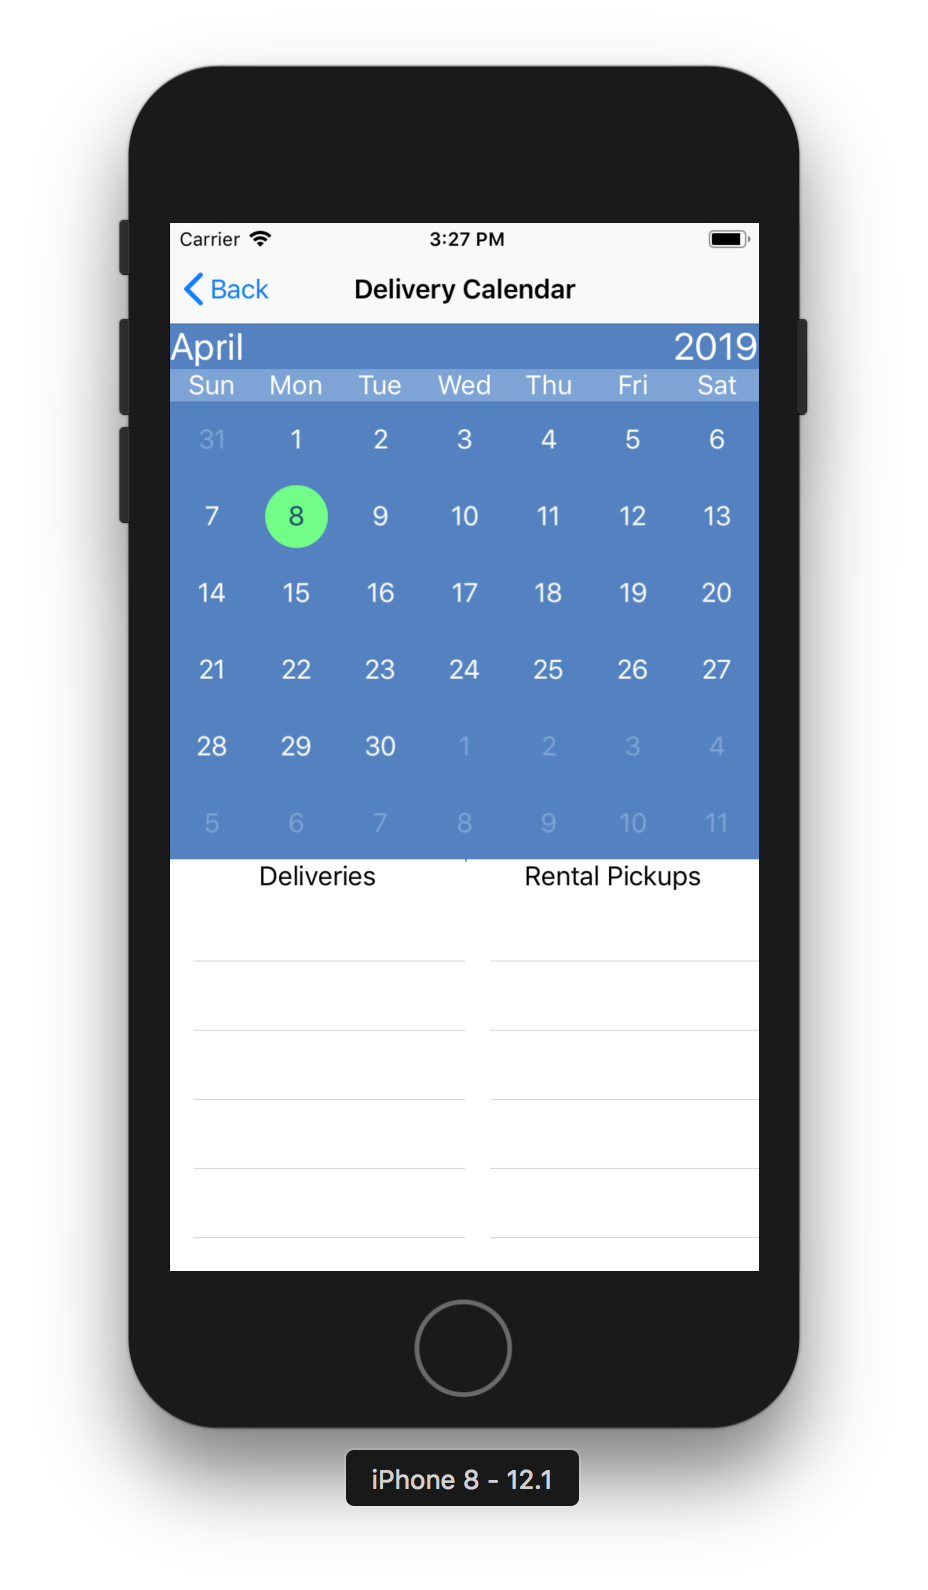 Carrier 3:27 PM
Back Delivery Calendar
April 2019
Sun Mon Tue Wed Thu Fri Sat
31 1 2 3 4 5 6
7 8 9 10 11 12 13
14 15 16 17 18 19 20
21 22 23 24 25 26 27
28 29 30 1 2 3 4
5 6 7 8 9 10 11
Deliveries Rental Pickups
iPhone 8 - 12.1